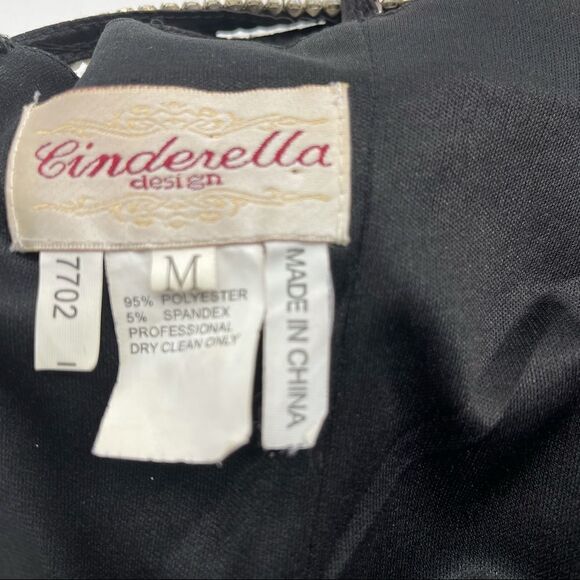 Cinderella
design
7702
M
95% POLYESTER
5% SPANDEX
PROFESSIONAL
DRY CLEAN ONLY
MADE IN CHINA